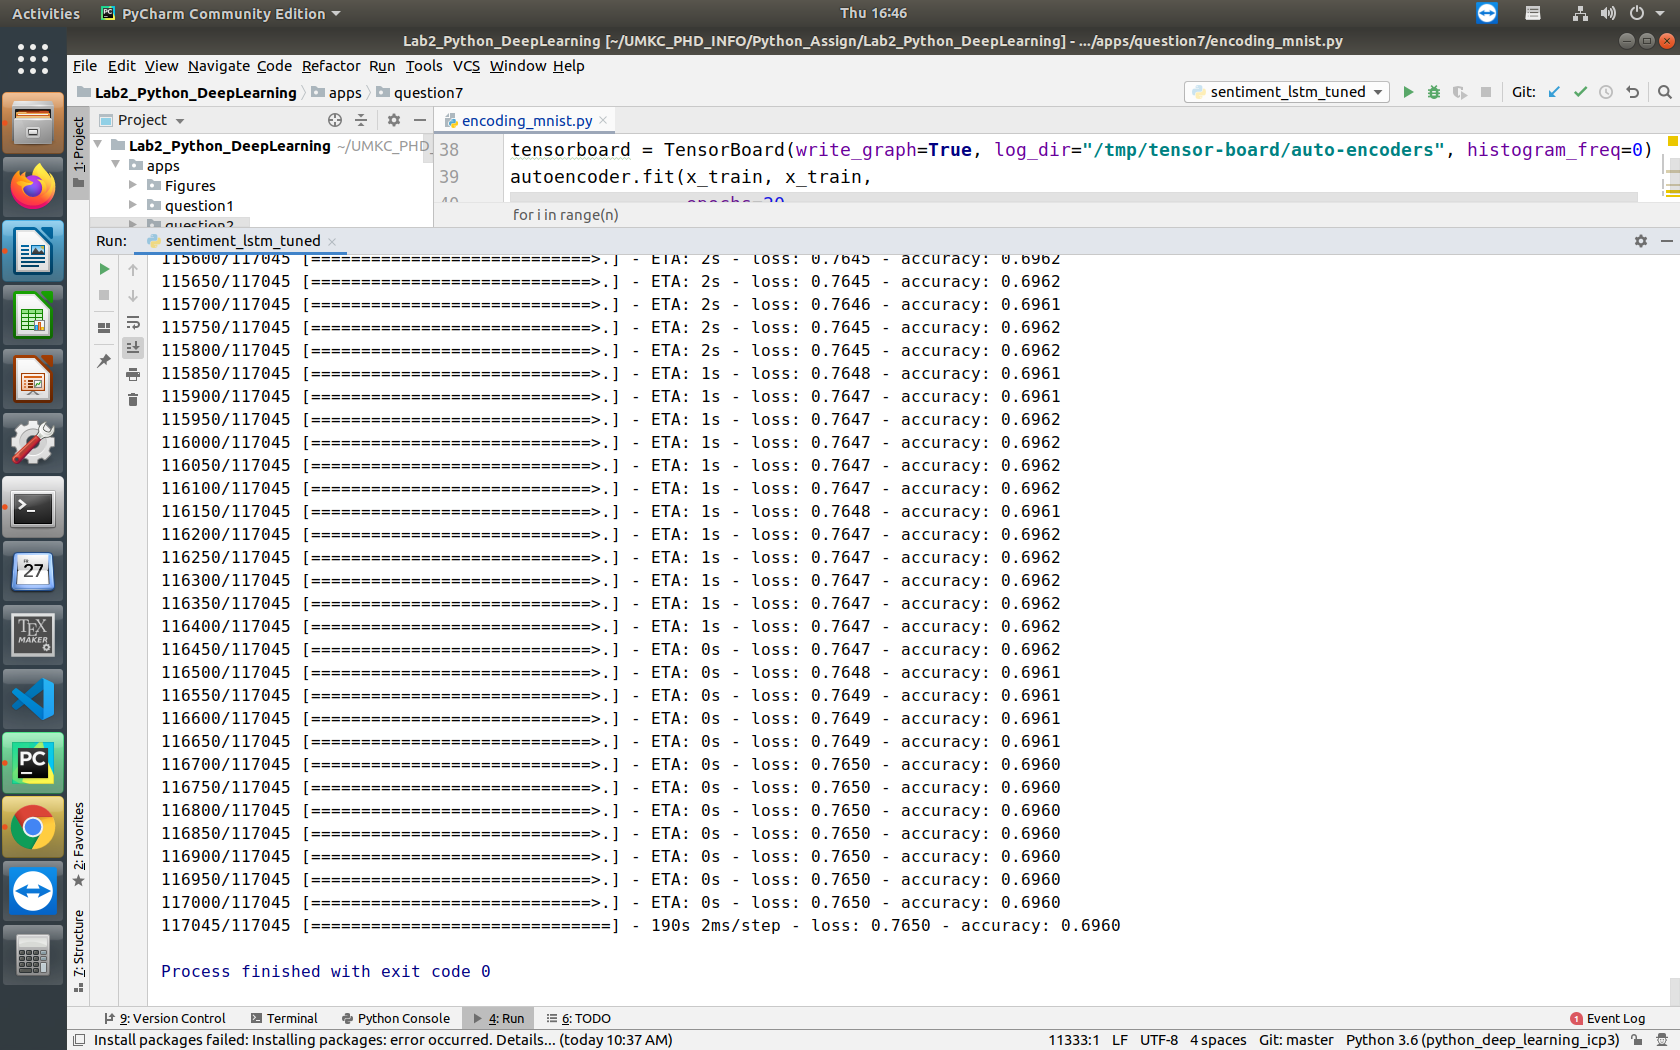 Activities PyCharm Community Edition Thu 16:46
Lab2_Python_DeepLearning [~/UMKC_PHD_INFO/Python_Assign/Lab2_Python_DeepLearning] - .../apps/question7/encoding_mnist.py
File Edit View Navigate Code Refactor Run Tools VCS Window Help
Lab2_Python_DeepLearning apps question7 sentiment_lstm_tuned Git:
1: Project Project encoding_mnist.py
Lab2_Python_DeepLearning ~/UMKC_PHD_
apps
Figures
question1
question2
38 tensorboard = TensorBoard(write_graph=True, log_dir="/tmp/tensor-board/auto-encoders", histogram_freq=0)
39 autoencoder.fit(x_train, x_train,
40 epochs=20
for i in range(n)
Run: sentiment_lstm_tuned
115600/117045 [============================>.] - ETA: 2s - loss: 0.7645 - accuracy: 0.6962
115650/117045 [============================>.] - ETA: 2s - loss: 0.7645 - accuracy: 0.6962
115700/117045 [============================>.] - ETA: 2s - loss: 0.7646 - accuracy: 0.6961
115750/117045 [============================>.] - ETA: 2s - loss: 0.7645 - accuracy: 0.6962
115800/117045 [============================>.] - ETA: 2s - loss: 0.7645 - accuracy: 0.6962
115850/117045 [============================>.] - ETA: 1s - loss: 0.7648 - accuracy: 0.6961
115900/117045 [============================>.] - ETA: 1s - loss: 0.7647 - accuracy: 0.6961
115950/117045 [============================>.] - ETA: 1s - loss: 0.7647 - accuracy: 0.6962
116000/117045 [============================>.] - ETA: 1s - loss: 0.7647 - accuracy: 0.6962
116050/117045 [============================>.] - ETA: 1s - loss: 0.7647 - accuracy: 0.6962
116100/117045 [============================>.] - ETA: 1s - loss: 0.7647 - accuracy: 0.6962
116150/117045 [============================>.] - ETA: 1s - loss: 0.7648 - accuracy: 0.6961
116200/117045 [============================>.] - ETA: 1s - loss: 0.7647 - accuracy: 0.6962
116250/117045 [============================>.] - ETA: 1s - loss: 0.7647 - accuracy: 0.6962
116300/117045 [============================>.] - ETA: 1s - loss: 0.7647 - accuracy: 0.6962
116350/117045 [============================>.] - ETA: 1s - loss: 0.7647 - accuracy: 0.6962
116400/117045 [============================>.] - ETA: 1s - loss: 0.7647 - accuracy: 0.6962
116450/117045 [============================>.] - ETA: 0s - loss: 0.7647 - accuracy: 0.6962
116500/117045 [============================>.] - ETA: 0s - loss: 0.7648 - accuracy: 0.6961
116550/117045 [============================>.] - ETA: 0s - loss: 0.7649 - accuracy: 0.6961
116600/117045 [============================>.] - ETA: 0s - loss: 0.7649 - accuracy: 0.6961
116650/117045 [============================>.] - ETA: 0s - loss: 0.7649 - accuracy: 0.6961
116700/117045 [============================>.] - ETA: 0s - loss: 0.7650 - accuracy: 0.6960
116750/117045 [============================>.] - ETA: 0s - loss: 0.7650 - accuracy: 0.6960
116800/117045 [============================>.] - ETA: 0s - loss: 0.7650 - accuracy: 0.6960
116850/117045 [============================>.] - ETA: 0s - loss: 0.7650 - accuracy: 0.6960
116900/117045 [============================>.] - ETA: 0s - loss: 0.7650 - accuracy: 0.6960
116950/117045 [============================>.] - ETA: 0s - loss: 0.7650 - accuracy: 0.6960
117000/117045 [============================>.] - ETA: 0s - loss: 0.7650 - accuracy: 0.6960
117045/117045 [==============================] - 190s 2ms/step - loss: 0.7650 - accuracy: 0.6960
Process finished with exit code 0
27
TEX MAKER
PC
2: Favorites
7: Structure
9: Version Control Terminal Python Console 4: Run 6: TODO 1 Event Log
Install packages failed: Installing packages: error occurred. Details... (today 10:37 AM) 11333:1 LF UTF-8 4 spaces Git: master Python 3.6 (python_deep_learning_icp3)